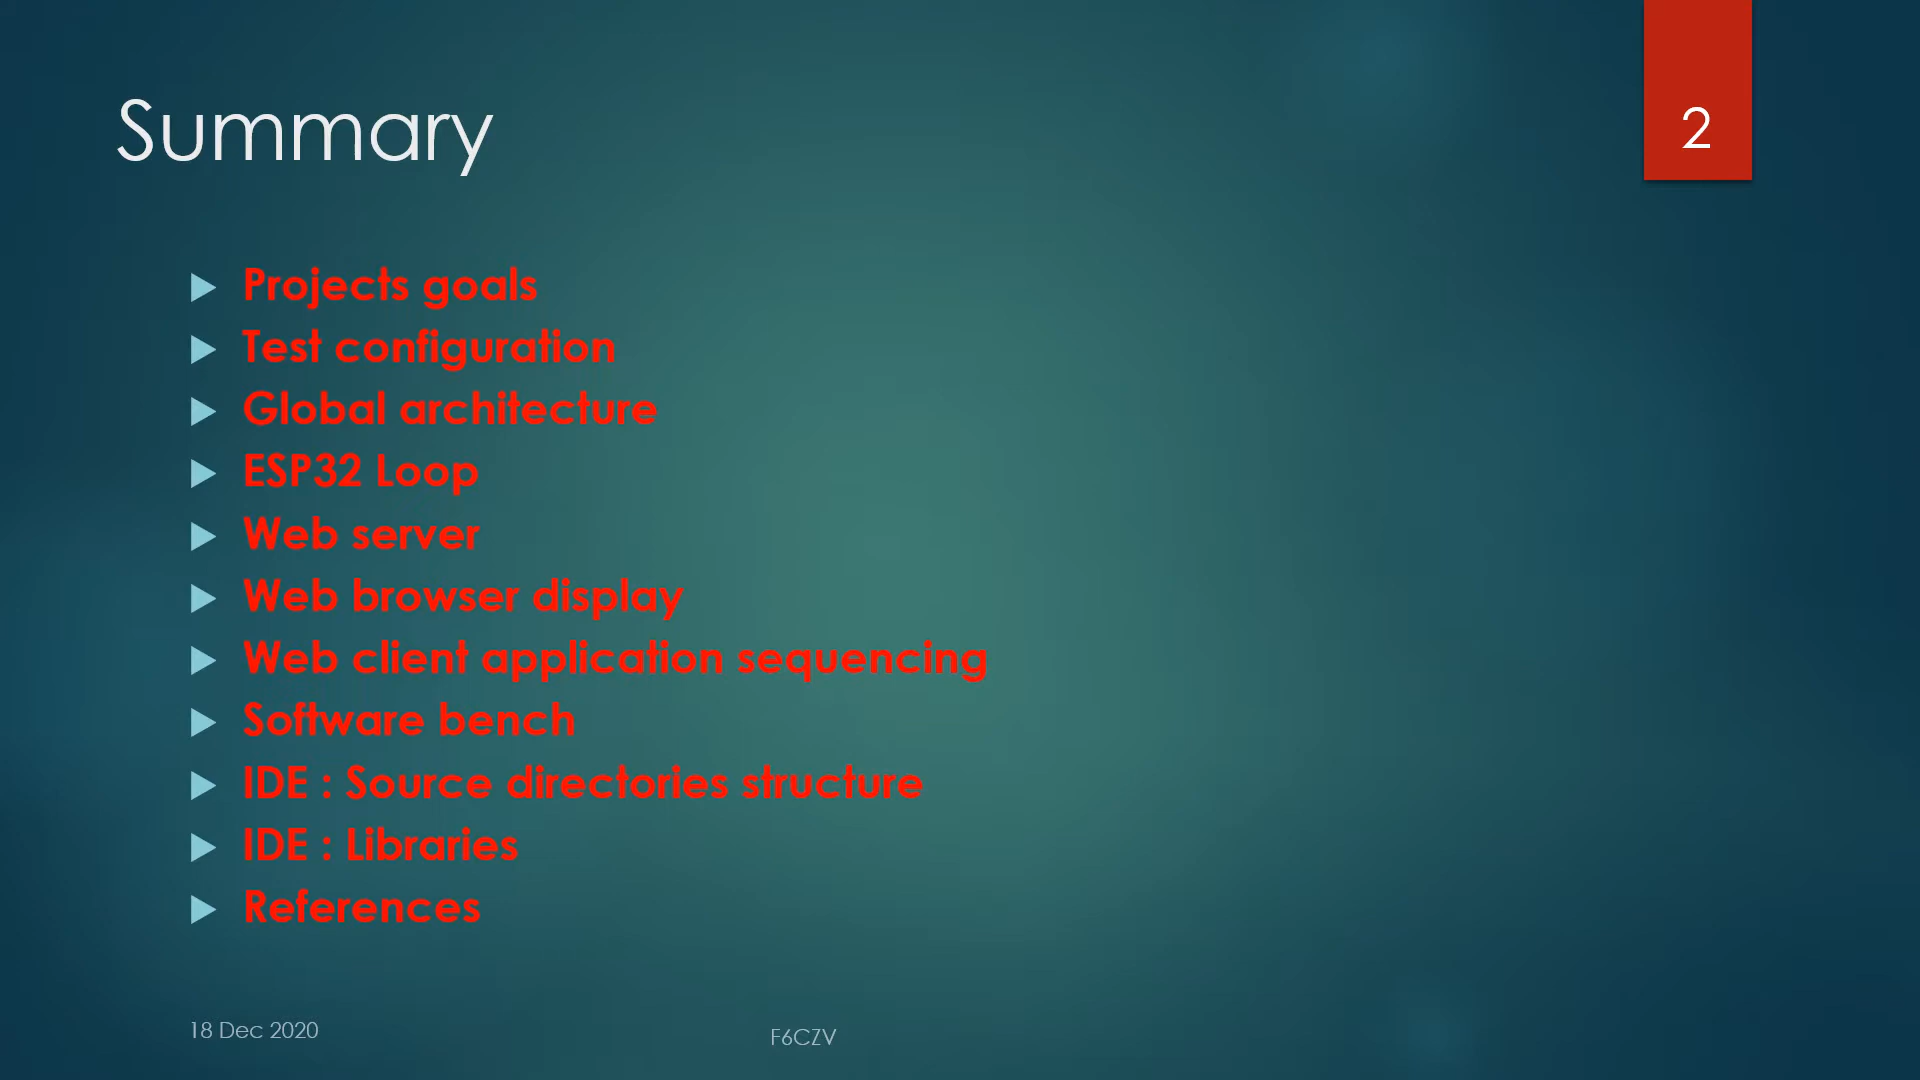 Summary
2
Projects goals
Test configuration
Global architecture
ESP32 Loop
Web server
Web browser display
Web client application sequencing
Software bench
IDE : Source directories structure
IDE : Libraries
References
18 Dec 2020
F6CZV